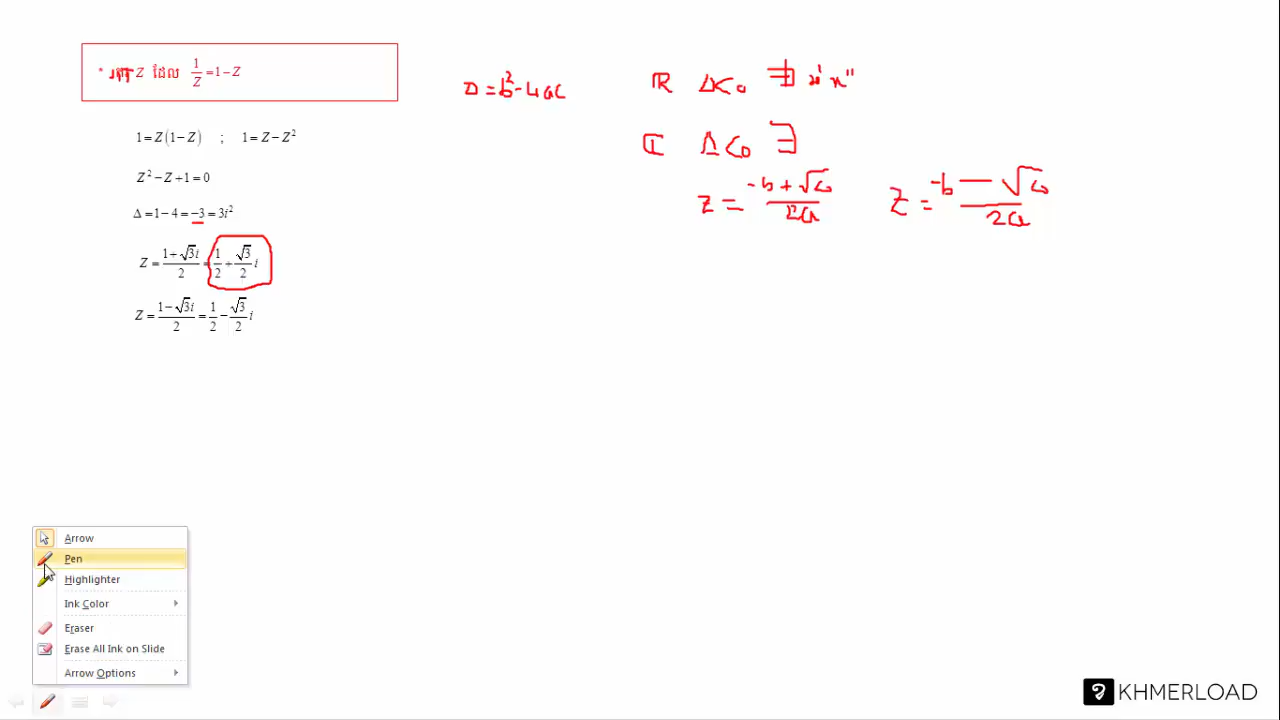 * រក Z ដែល 1/Z = 1 − Z
1 = Z(1 − Z) ; 1 = Z − Z²
Z² − Z + 1 = 0
Δ = 1 − 4 = −3 = 3i²
Z = (1 + √3i)/2 = 1/2 + √3/2 i
Z = (1 − √3i)/2 = 1/2 − √3/2 i
Δ = b² - 4ac
ℝ Δ<0 ∄ x' x"
ℂ Δ<0 ∃
Z = (-b + √Δ)/2a
Z = (-b − √Δ)/2a
Arrow
Pen
Highlighter
Ink Color
Eraser
Erase All Ink on Slide
Arrow Options
KHMERLOAD